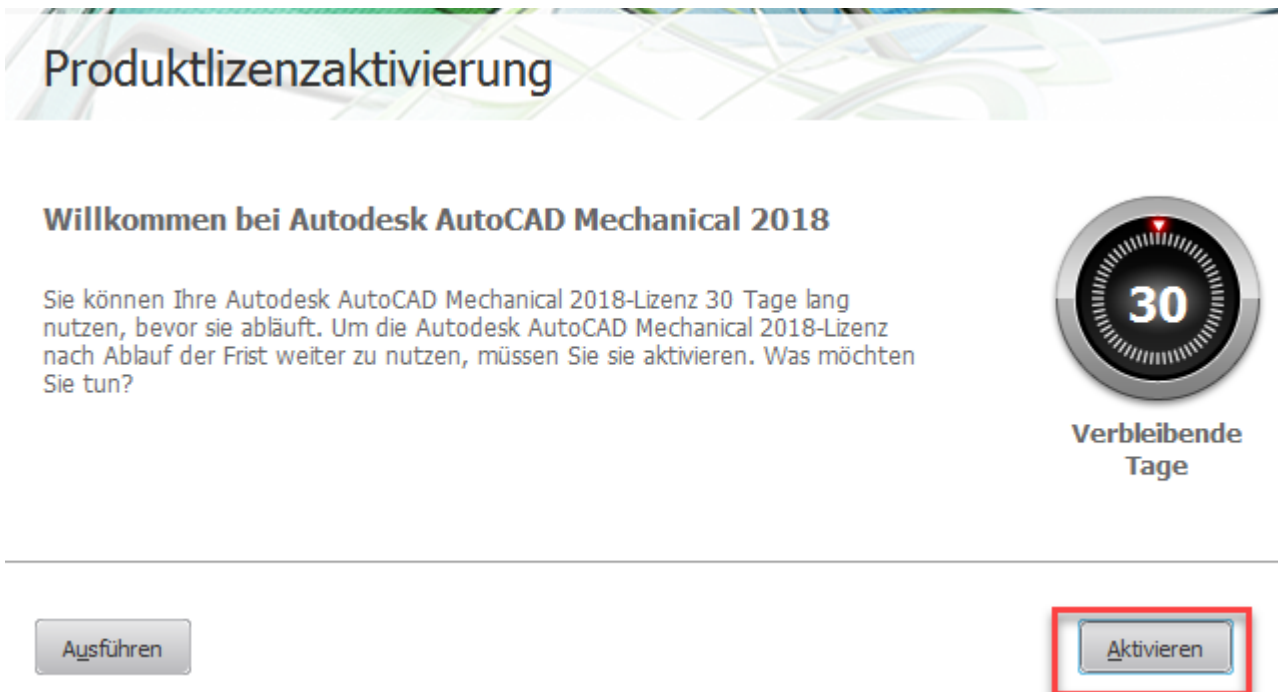 Produktlizenzaktivierung
Willkommen bei Autodesk AutoCAD Mechanical 2018
Sie können Ihre Autodesk AutoCAD Mechanical 2018-Lizenz 30 Tage lang
nutzen, bevor sie abläuft. Um die Autodesk AutoCAD Mechanical 2018-Lizenz
nach Ablauf der Frist weiter zu nutzen, müssen Sie sie aktivieren. Was möchten
Sie tun?
30
Verbleibende
Tage
Ausführen
Aktivieren